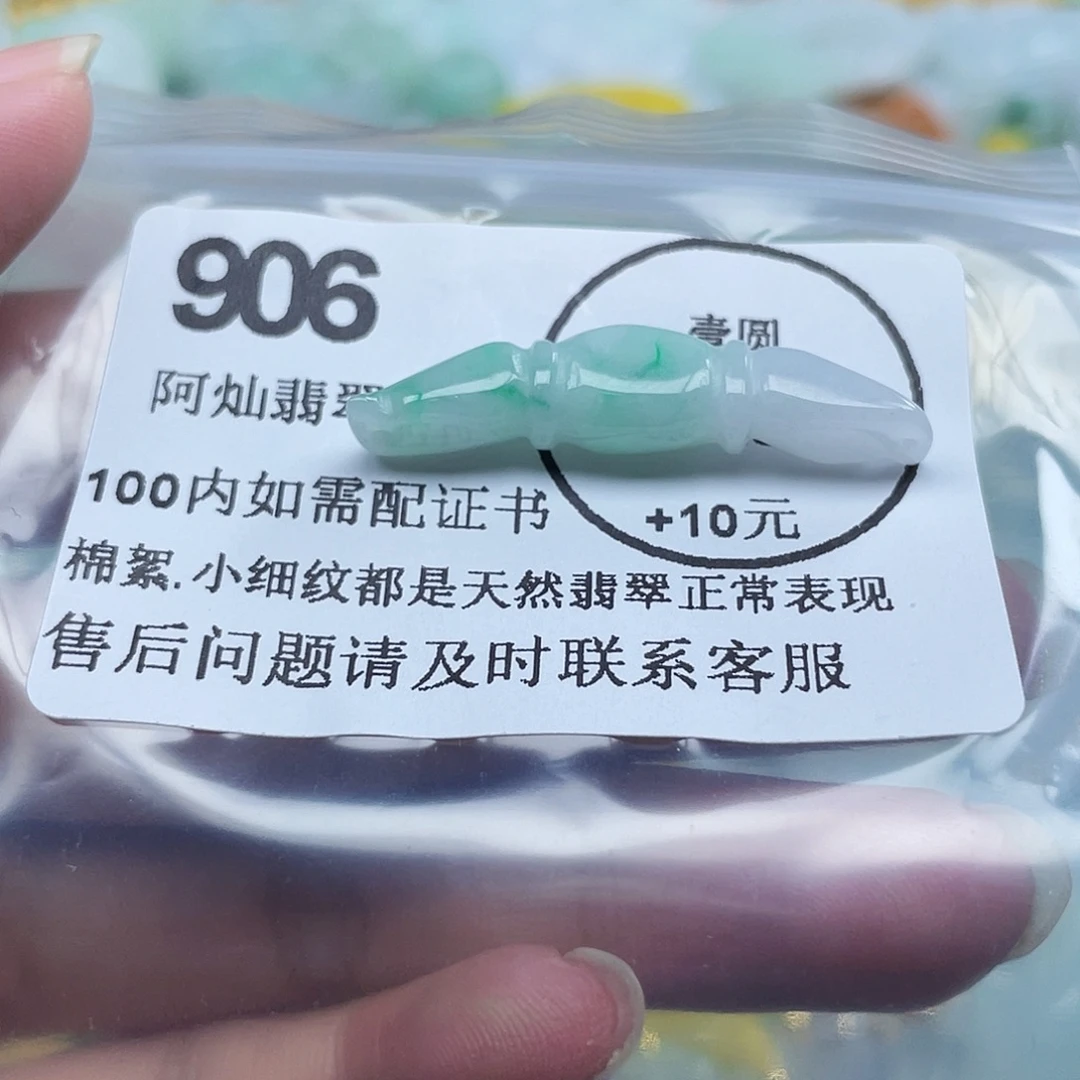 906
壹圆
阿灿翡翠
100内如需配证书
+10元
棉絮.小细纹都是天然翡翠正常表现
售后问题请及时联系客服